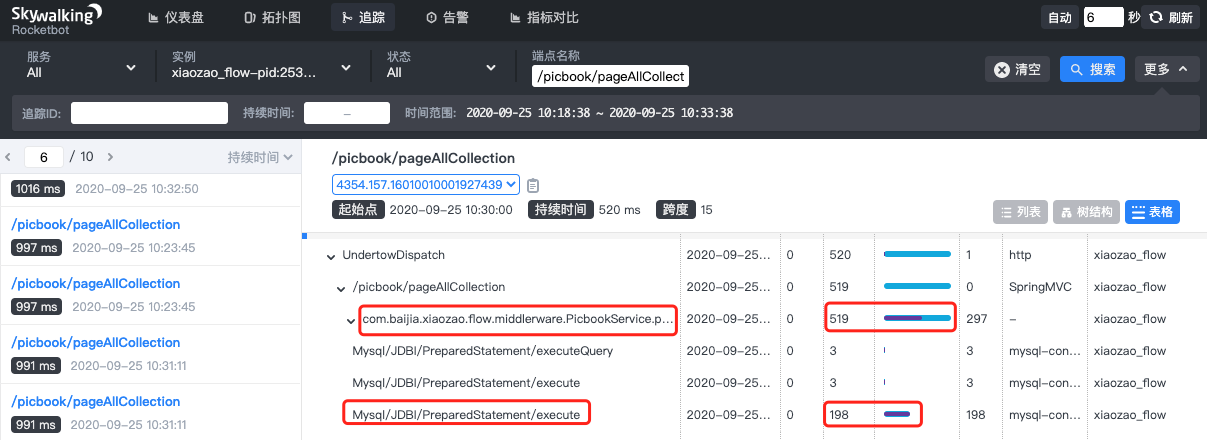 Skywalking
Rocketbot
仪表盘 拓扑图 追踪 告警 指标对比 自动 6 秒 刷新
服务 实例 状态 端点名称
All xiaozao_flow-pid:253... All /picbook/pageAllCollect 清空 搜索 更多
追踪ID: 持续时间: – 时间范围: 2020-09-25 10:18:38 ~ 2020-09-25 10:33:38
6 / 10 持续时间
1016 ms 2020-09-25 10:32:50
/picbook/pageAllCollection
997 ms 2020-09-25 10:23:45
/picbook/pageAllCollection
997 ms 2020-09-25 10:23:45
/picbook/pageAllCollection
991 ms 2020-09-25 10:31:11
/picbook/pageAllCollection
991 ms 2020-09-25 10:31:11
/picbook/pageAllCollection
4354.157.16010010001927439
起始点 2020-09-25 10:30:00 持续时间 520 ms 跨度 15
列表 树结构 表格
UndertowDispatch 2020-09-25... 0 520 1 http xiaozao_flow
/picbook/pageAllCollection 2020-09-25... 0 519 0 SpringMVC xiaozao_flow
com.baijia.xiaozao.flow.middlerware.PicbookService.p... 2020-09-25... 0 519 297 – xiaozao_flow
Mysql/JDBI/PreparedStatement/executeQuery 2020-09-25... 0 3 3 mysql-con... xiaozao_flow
Mysql/JDBI/PreparedStatement/execute 2020-09-25... 0 3 3 mysql-con... xiaozao_flow
Mysql/JDBI/PreparedStatement/execute 2020-09-25... 0 198 198 mysql-con... xiaozao_flow